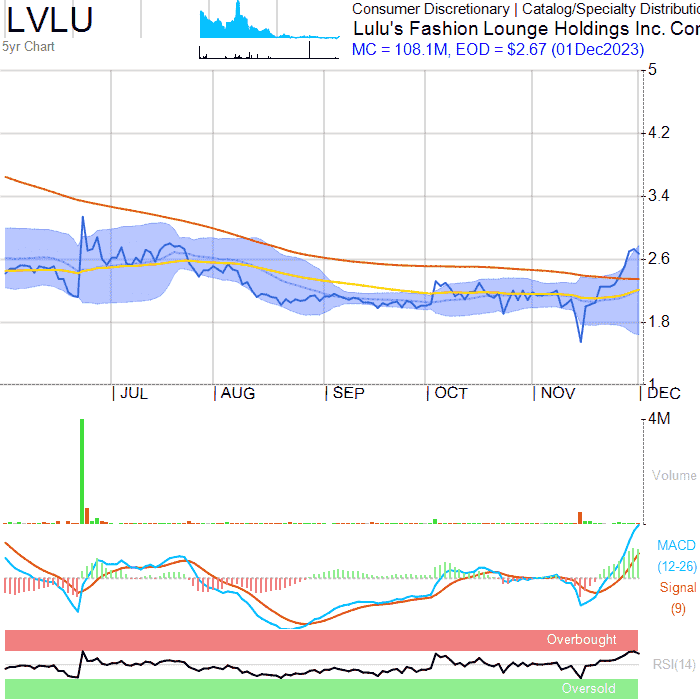 LVLU
5yr Chart
Consumer Discretionary | Catalog/Specialty Distributio
Lulu's Fashion Lounge Holdings Inc. Cor
MC = 108.1M, EOD = $2.67 (01Dec2023)
5
4.2
3.4
2.6
1.8
1
JUL AUG SEP OCT NOV DEC
4M
Volume
MACD
(12-26)
Signal
(9)
Overbought
RSI(14)
Oversold